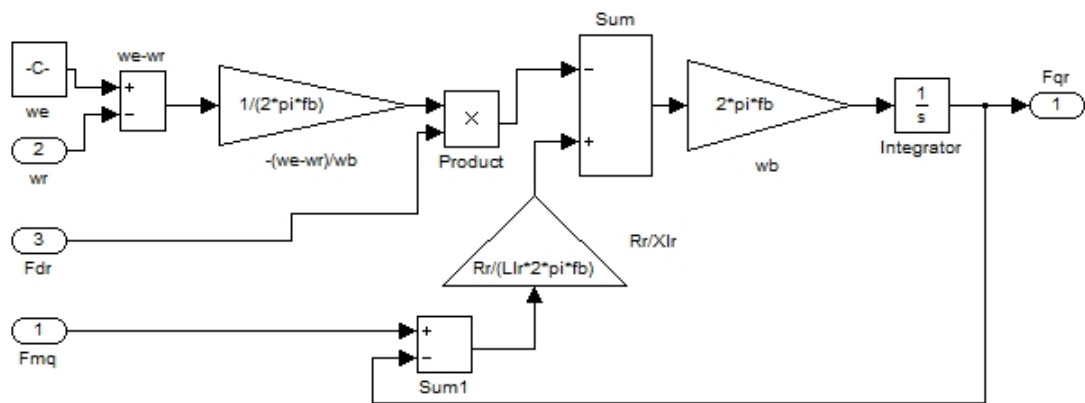 Sum
we-wr
-C-
we
+
−
1/(2*pi*fb)
-(we-wr)/wb
×
Product
−
+
2*pi*fb
wb
1
s
Integrator
Fqr
1
2
wr
3
Fdr
Rr/(Llr*2*pi*fb)
Rr/Xlr
1
Fmq
+
−
Sum1